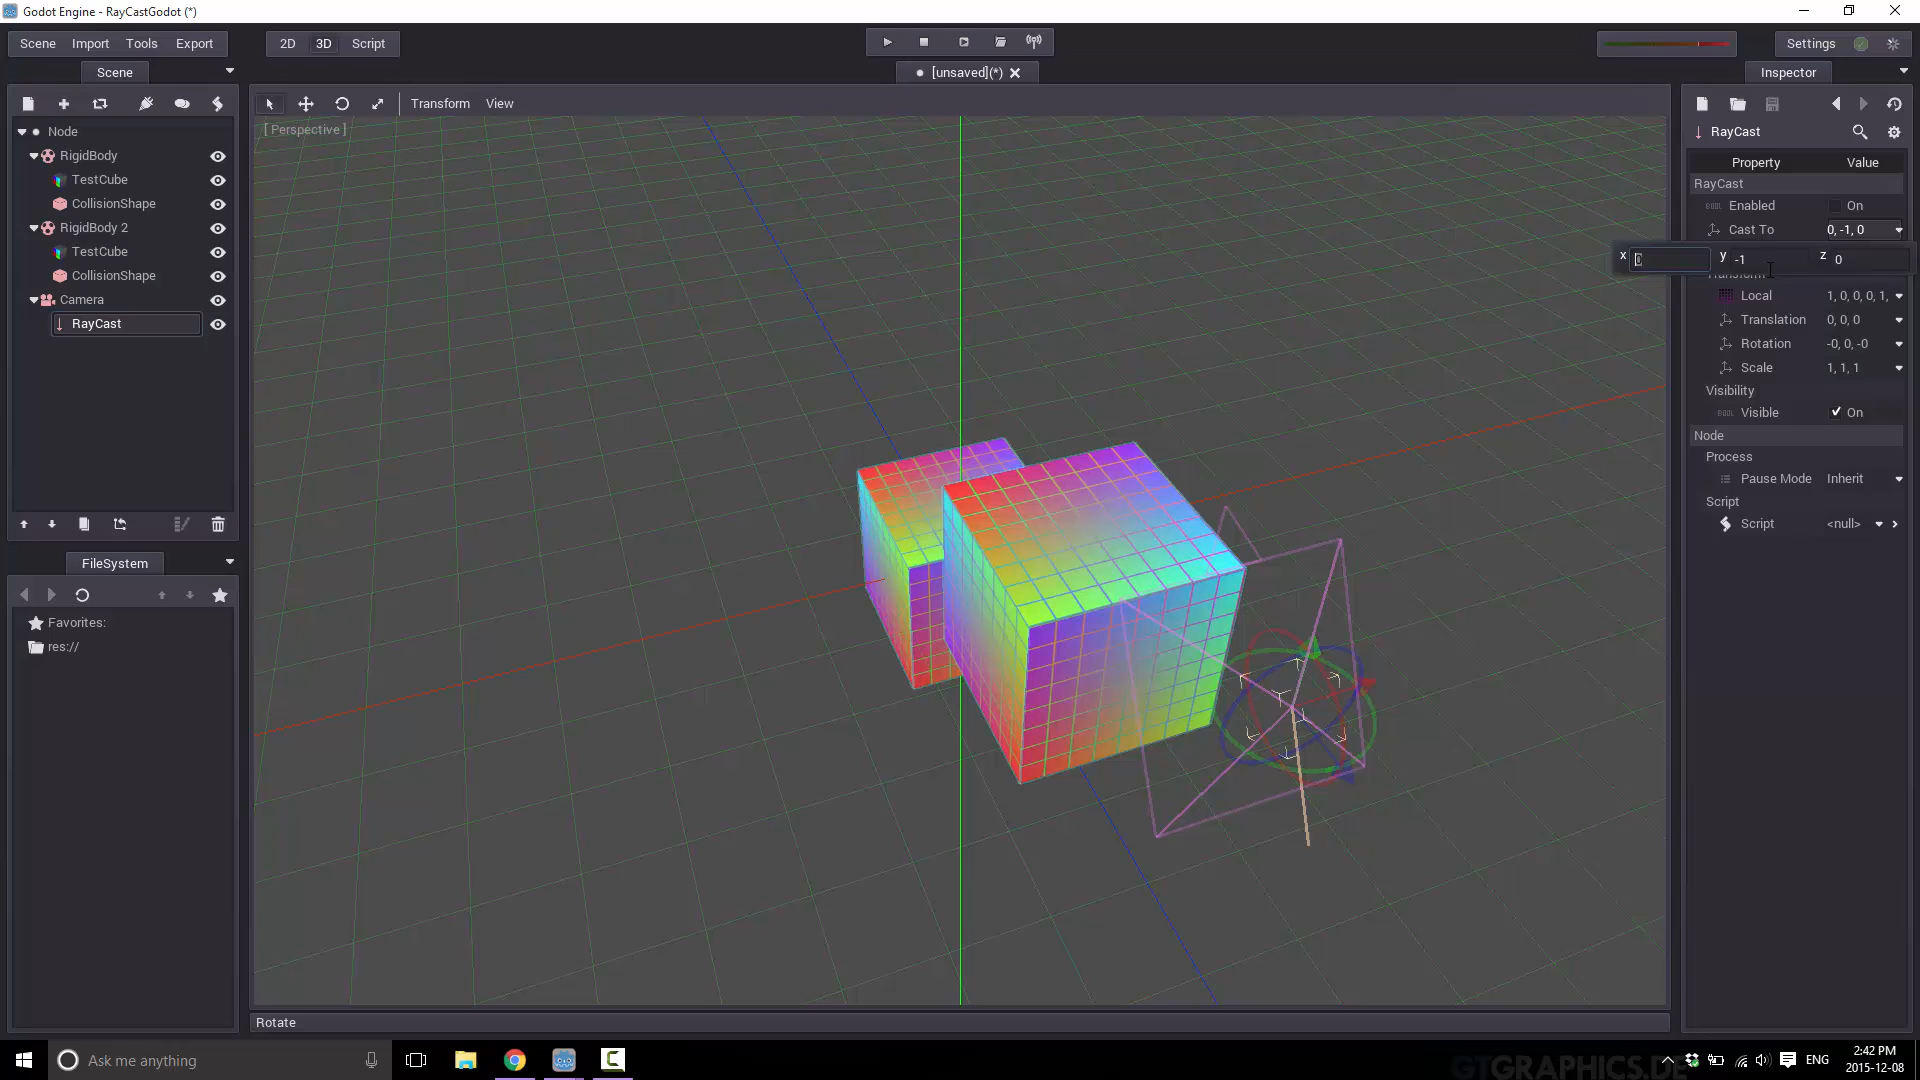 Godot Engine - RayCastGodot (*)
Scene Import Tools Export
2D 3D Script
Settings
Scene
[unsaved](*)
Inspector
Transform View
[ Perspective ]
Node
RigidBody
TestCube
CollisionShape
RigidBody 2
TestCube
CollisionShape
Camera
RayCast
FileSystem
Favorites:
res://
RayCast
Property Value
RayCast
Enabled On
Cast To 0, -1, 0
x 0 y -1 z 0
Transform
Local 1, 0, 0, 0, 1,
Translation 0, 0, 0
Rotation -0, 0, -0
Scale 1, 1, 1
Visibility
Visible On
Node
Process
Pause Mode Inherit
Script
Script <null>
Rotate
Ask me anything
GTGRAPHICS.DE
ENG
2:42 PM
2015-12-08